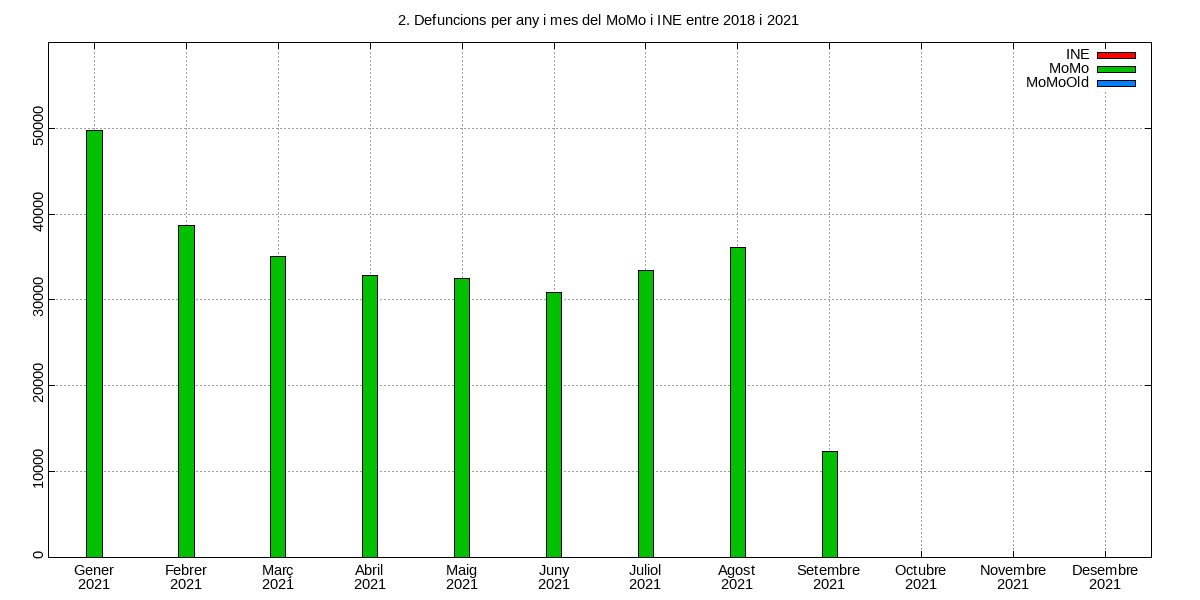 2. Defuncions per any i mes del MoMo i INE entre 2018 i 2021
INE
MoMo
MoMoOld
50000
40000
30000
20000
10000
0
Gener Febrer Març Abril Maig Juny Juliol Agost Setembre Octubre Novembre Desembre
2021 2021 2021 2021 2021 2021 2021 2021 2021 2021 2021 2021